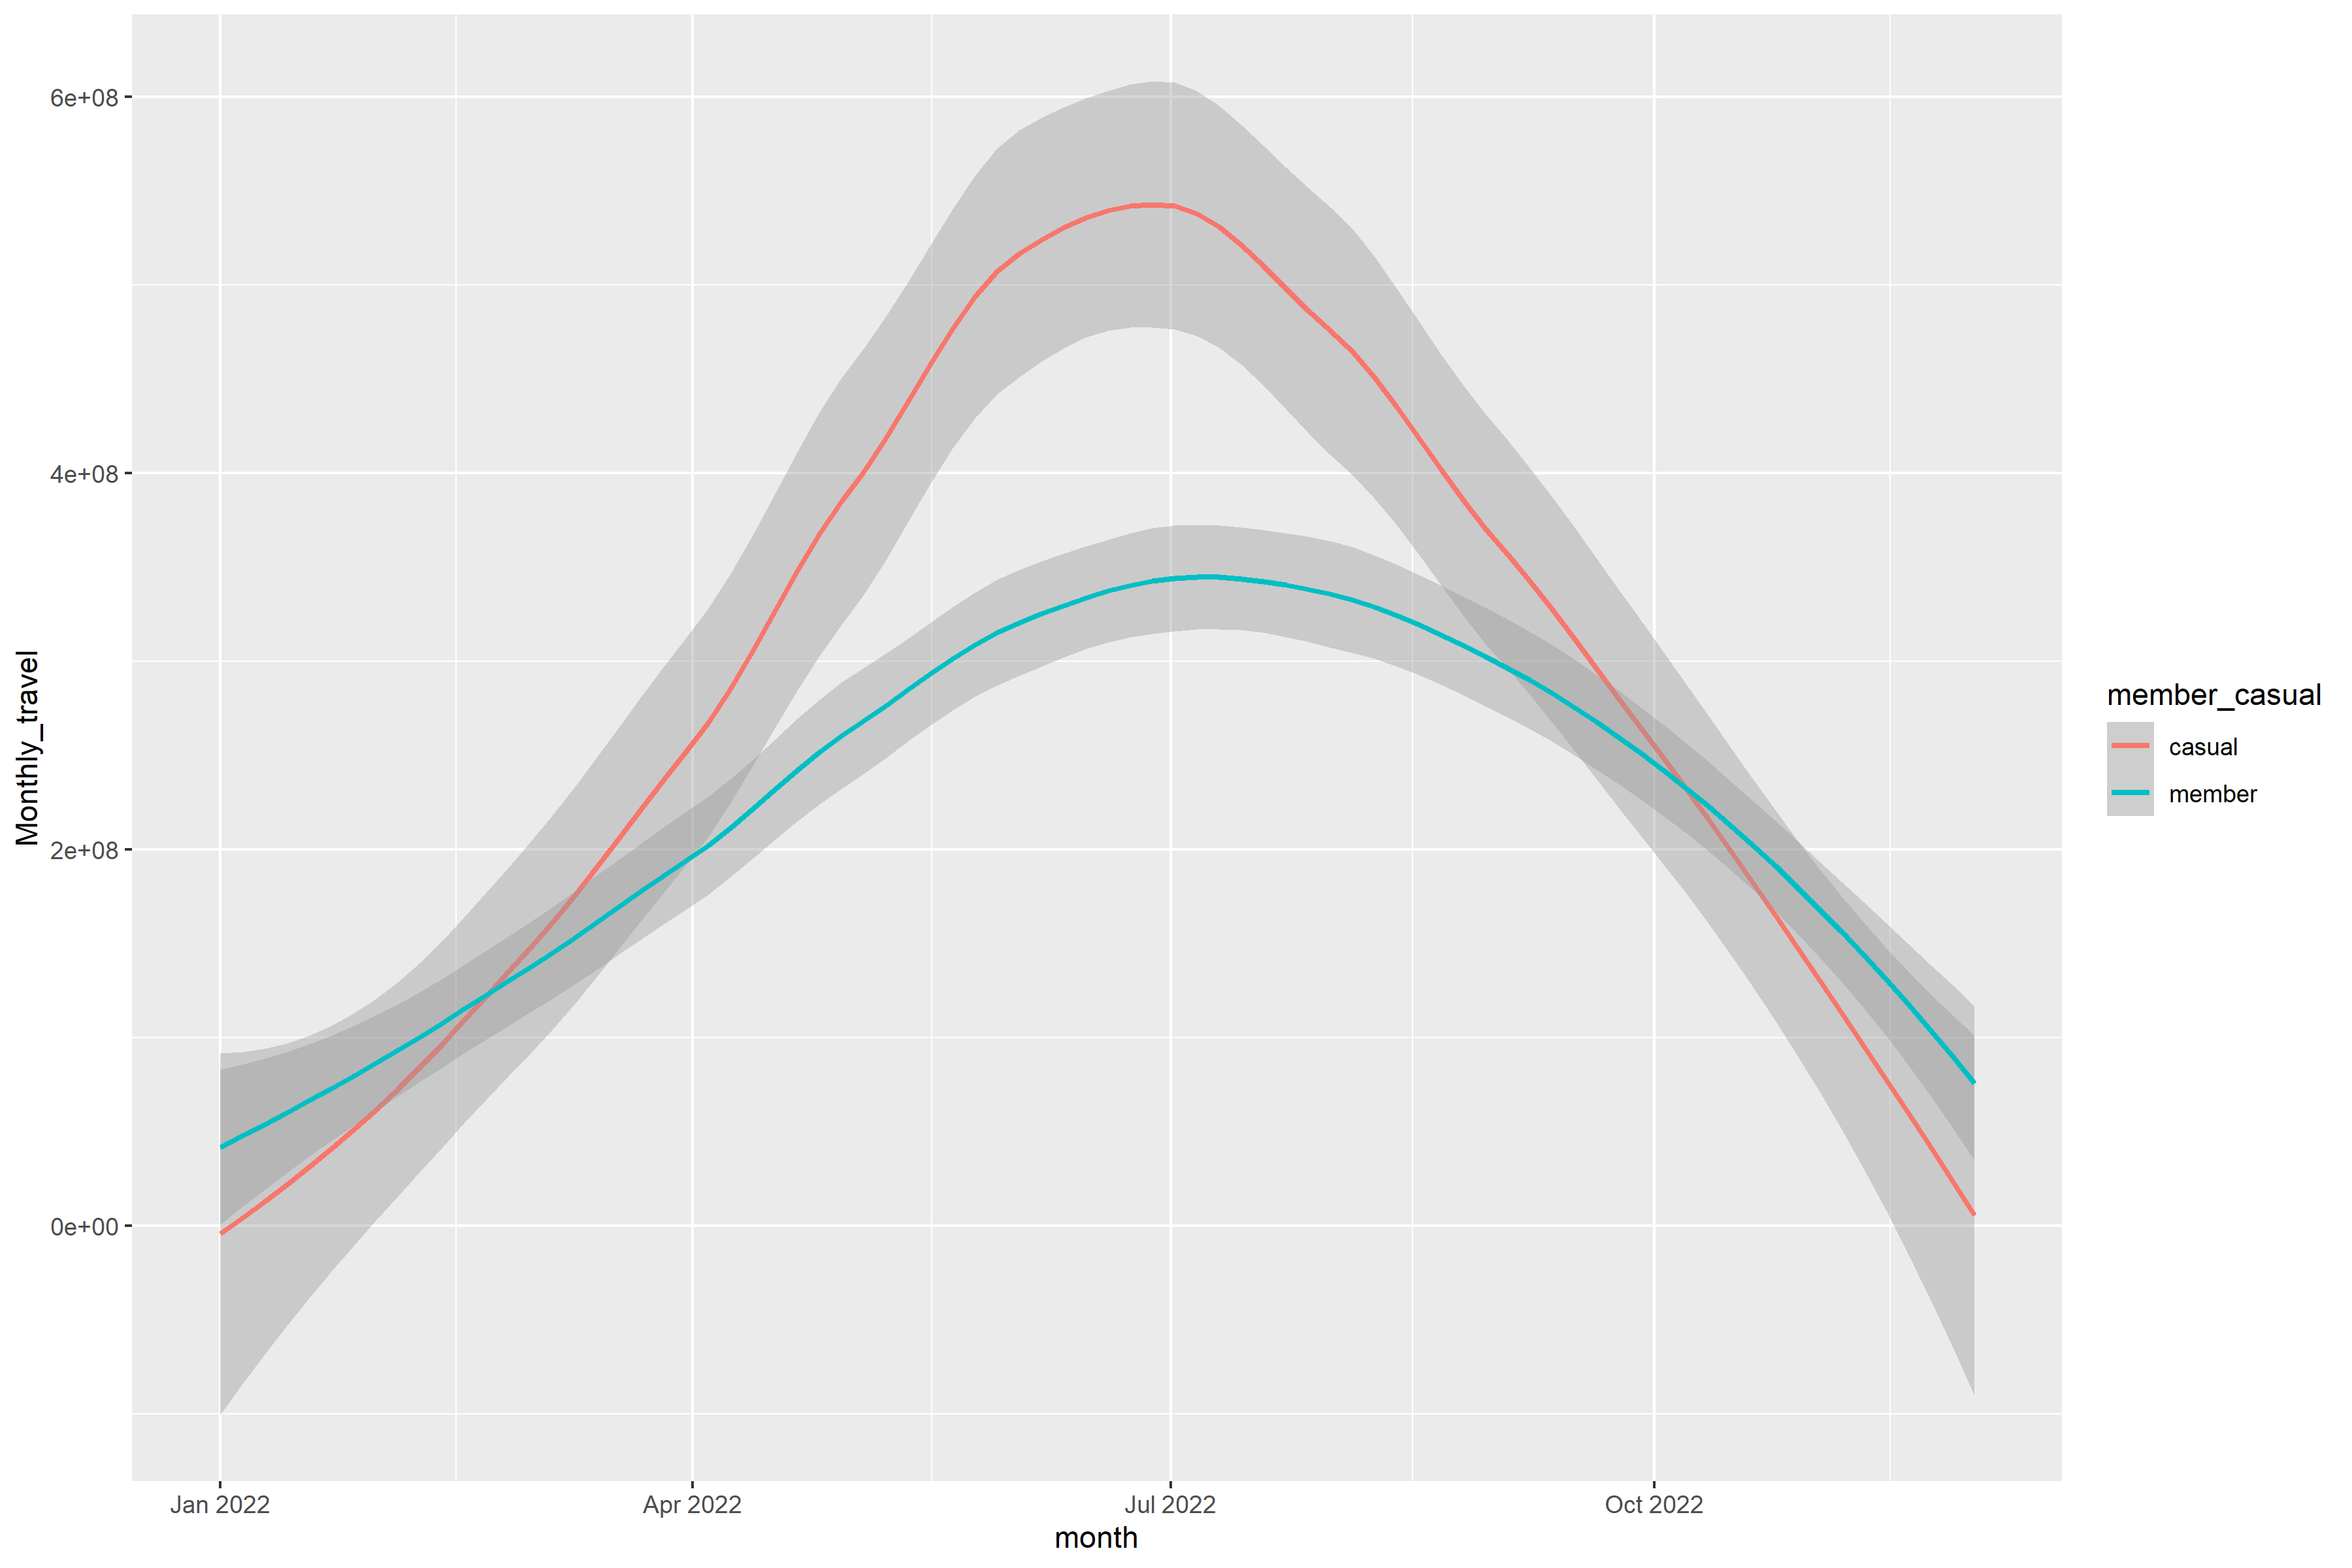 6e+08
4e+08
2e+08
0e+00
Monthly_travel
Jan 2022
Apr 2022
Jul 2022
Oct 2022
month
member_casual
casual
member